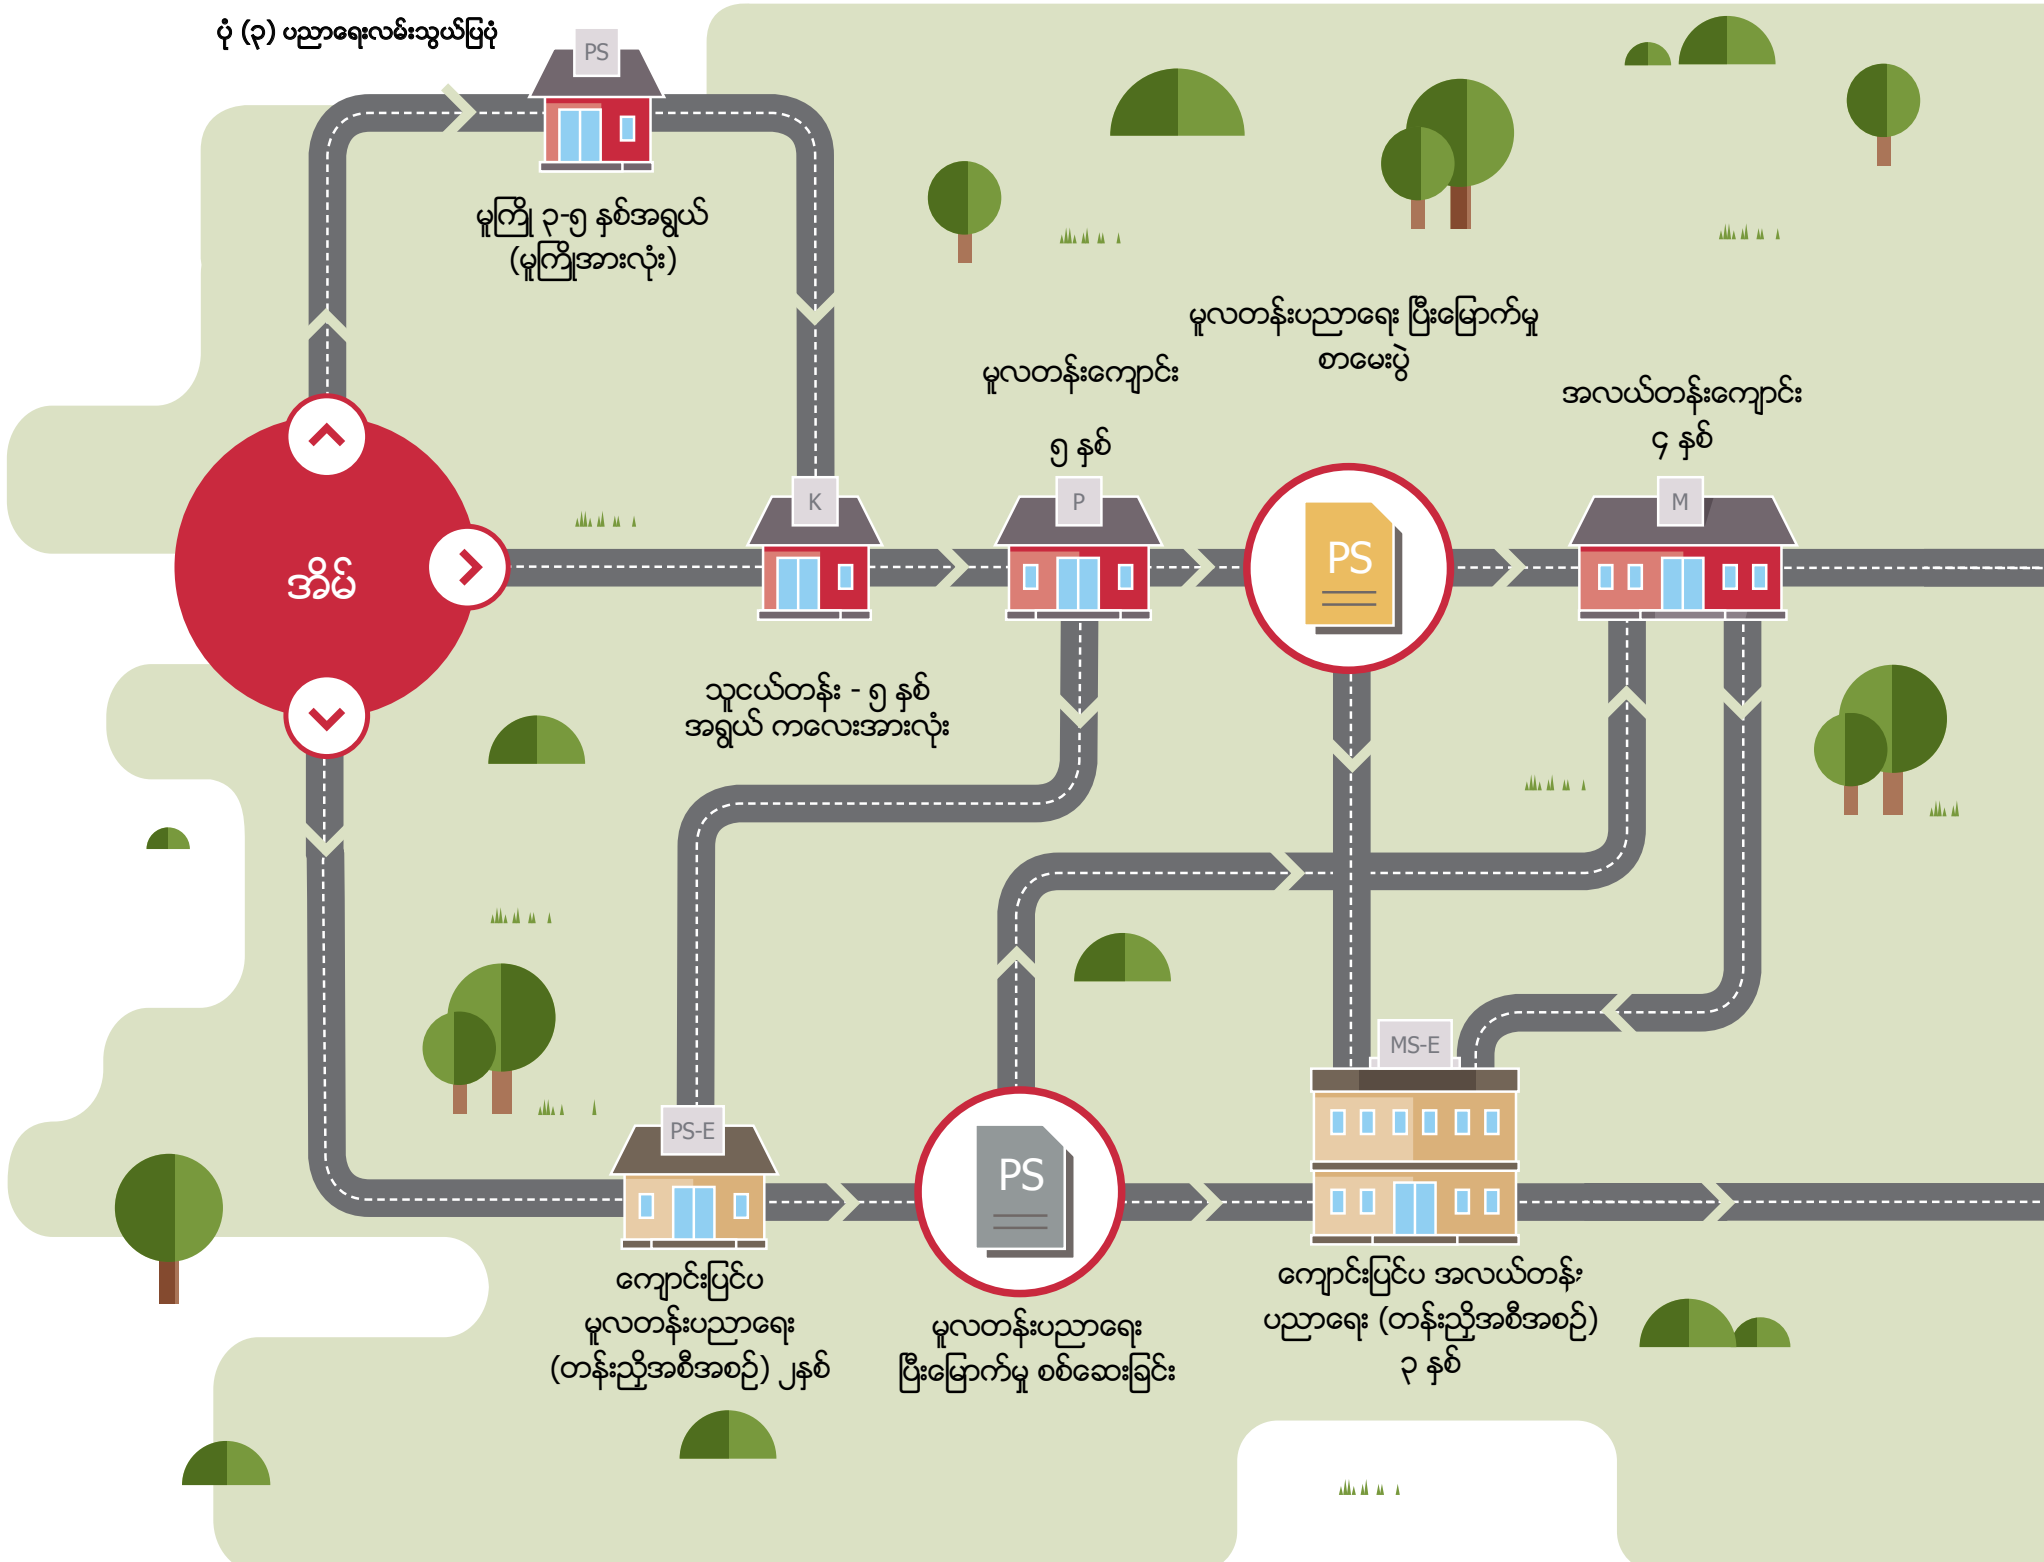 ပုံ (၃) ပညာရေးလမ်းသွယ်ပြပုံ
PS
မူကြို ၃-၅ နှစ်အရွယ်
(မူကြိုအားလုံး)
မူလတန်းပညာရေး ပြီးမြောက်မှု
စာမေးပွဲ
မူလတန်းကျောင်း
၅ နှစ်
အလယ်တန်းကျောင်း
၄ နှစ်
K
P
M
အိမ်
PS
သူငယ်တန်း - ၅ နှစ်
အရွယ် ကလေးအားလုံး
MS-E
PS-E
PS
ကျောင်းပြင်ပ
မူလတန်းပညာရေး
(တန်းညှိအစီအစဉ်) ၂နှစ်
မူလတန်းပညာရေး
ပြီးမြောက်မှု စစ်ဆေးခြင်း
ကျောင်းပြင်ပ အလယ်တန်း
ပညာရေး (တန်းညှိအစီအစဉ်)
၃ နှစ်